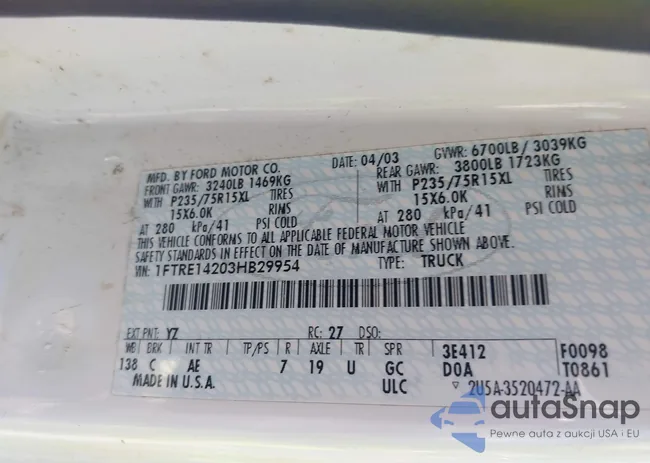 MFD. BY FORD MOTOR CO.
DATE: 04/03 GVWR: 6700LB / 3039KG
FRONT GAWR: 3240LB 1469KG REAR GAWR: 3800LB 1723KG
WITH P235/75R15XL TIRES WITH P235/75R15XL TIRES
15X6.0K RIMS 15X6.0K RIMS
AT 280 kPa/41 PSI COLD AT 280 kPa/41 PSI COLD
THIS VEHICLE CONFORMS TO ALL APPLICABLE FEDERAL MOTOR VEHICLE
SAFETY STANDARDS IN EFFECT ON THE DATE OF MANUFACTURE SHOWN ABOVE.
VIN: 1FTRE14203HB29954 TYPE: TRUCK
EXT PNT: YZ RC: 27 DSO:
WB BRK INT TR TP/PS R AXLE TR SPR 3E412 F0098
138 C AE 7 19 U GC D0A T0861
MADE IN U.S.A. ULC 2U5A-3520472-AA
autoSnap
Pewne auta z aukcji USA i EU